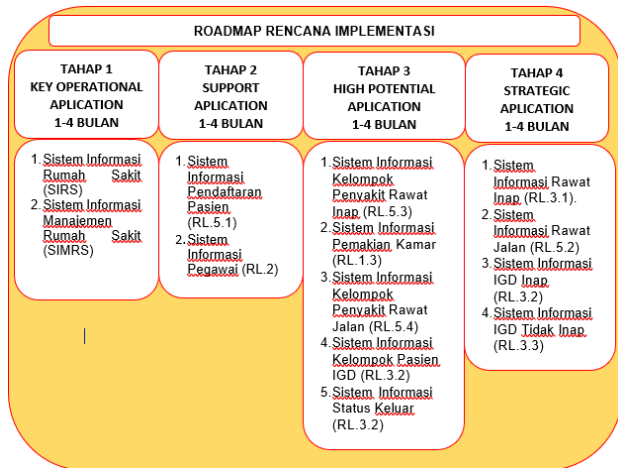 ROADMAP RENCANA IMPLEMENTASI
TAHAP 1
KEY OPERATIONAL
APLICATION
1-4 BULAN
1.Sistem Informasi
Rumah Sakit
(SIRS)
2.Sistem Informasi
Manajemen
Rumah Sakit
(SIMRS)
TAHAP 2
SUPPORT
APLICATION
1-4 BULAN
1.Sistem
Informasi
Pendaftaran
Pasien
(RL.5.1)
2.Sistem
Informasi
Pegawai (RL.2)
TAHAP 3
HIGH POTENTIAL
APLICATION
1-4 BULAN
1.Sistem Informasi
Kelompok
Penyakit Rawat
Inap (RL.5.3)
2.Sistem Informasi
Pemakian Kamar
(RL.1.3)
3.Sistem Informasi
Kelompok
Penyakit Rawat
Jalan (RL.5.4)
4.Sistem Informasi
Kelompok Pasien
IGD (RL.3.2)
5.Sistem Informasi
Status Keluar
(RL.3.2)
TAHAP 4
STRATEGIC
APLICATION
1-4 BULAN
1.Sistem
Informasi Rawat
Inap (RL.3.1).
2.Sistem
Informasi Rawat
Jalan (RL.5.2)
3.Sistem Informasi
IGD Inap
(RL.3.2)
4.Sistem Informasi
IGD Tidak Inap
(RL.3.3)